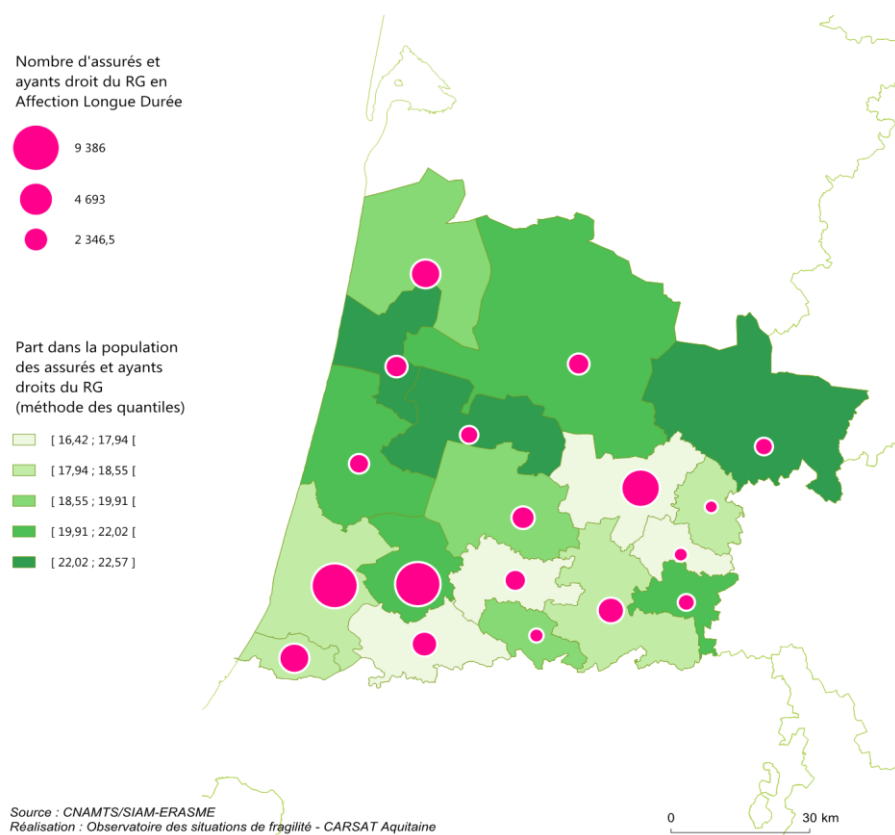 Nombre d'assurés et
ayants droit du RG en
Affection Longue Durée
9 386
4 693
2 346,5
Part dans la population
des assurés et ayants
droits du RG
(méthode des quantiles)
[ 16,42 ; 17,94 [
[ 17,94 ; 18,55 [
[ 18,55 ; 19,91 [
[ 19,91 ; 22,02 [
[ 22,02 ; 22,57 ]
Source : CNAMTS/SIAM-ERASME
Réalisation : Observatoire des situations de fragilité - CARSAT Aquitaine
0 30 km